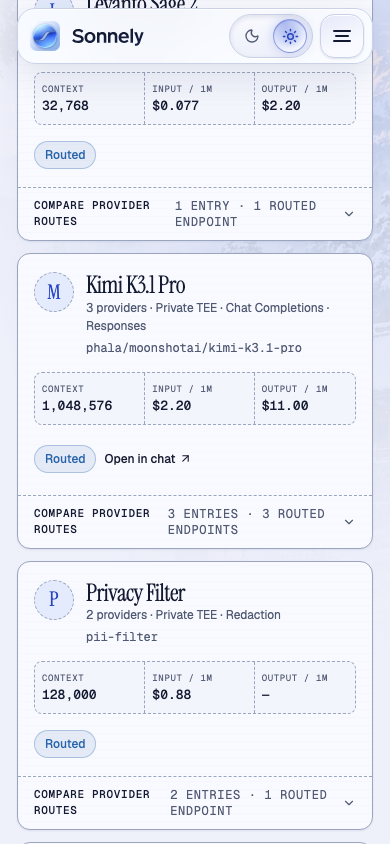 Levanto Sage 2
Sonnely
CONTEXT
32,768
INPUT / 1M
$0.077
OUTPUT / 1M
$2.20
Routed
COMPARE PROVIDER
ROUTES
1 ENTRY · 1 ROUTED
ENDPOINT
M
Kimi K3.1 Pro
3 providers · Private TEE · Chat Completions ·
Responses
phala/moonshotai/kimi-k3.1-pro
CONTEXT
1,048,576
INPUT / 1M
$2.20
OUTPUT / 1M
$11.00
Routed
Open in chat ↗
COMPARE PROVIDER
ROUTES
3 ENTRIES · 3 ROUTED
ENDPOINTS
P
Privacy Filter
2 providers · Private TEE · Redaction
pii-filter
CONTEXT
128,000
INPUT / 1M
$0.88
OUTPUT / 1M
—
Routed
COMPARE PROVIDER
ROUTES
2 ENTRIES · 1 ROUTED
ENDPOINT